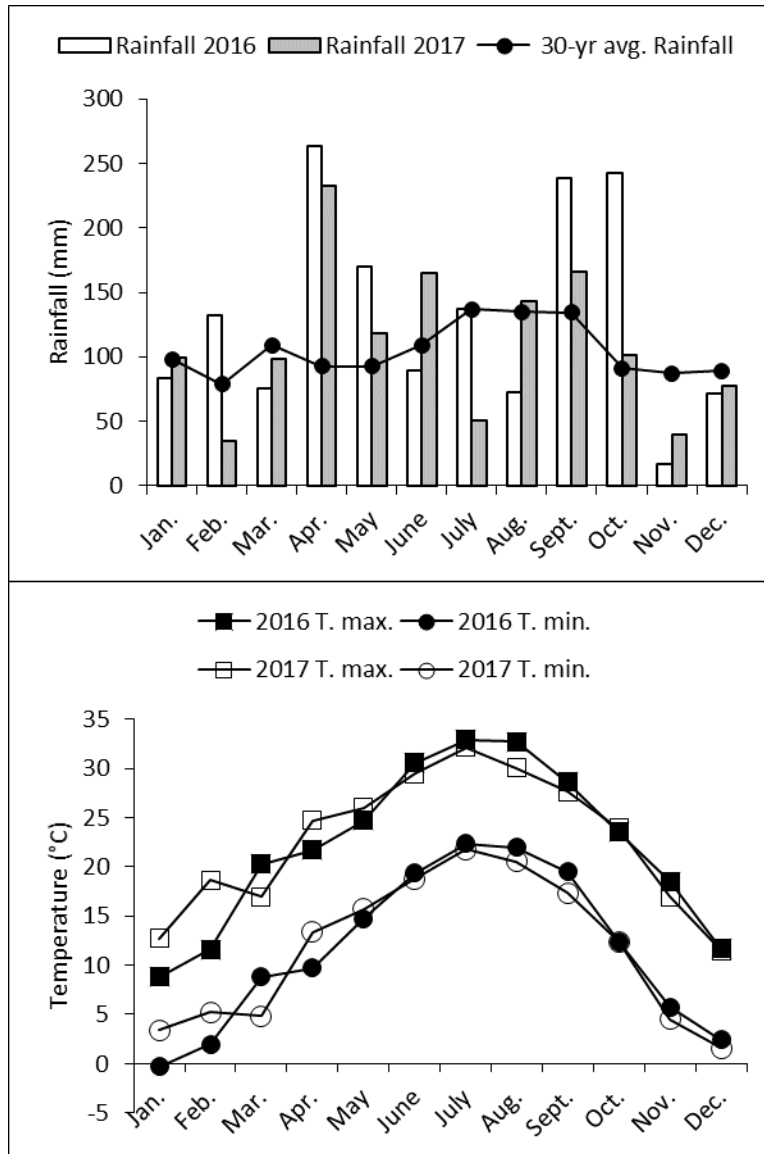 Rainfall 2016 Rainfall 2017 30-yr avg. Rainfall
300
250
200
150
100
50
0
Rainfall (mm)
Jan. Feb. Mar. Apr. May June July Aug. Sept. Oct. Nov. Dec.
2016 T. max. 2016 T. min.
2017 T. max. 2017 T. min.
35
30
25
20
15
10
5
0
-5
Temperature (°C)
Jan. Feb. Mar. Apr. May June July Aug. Sept. Oct. Nov. Dec.